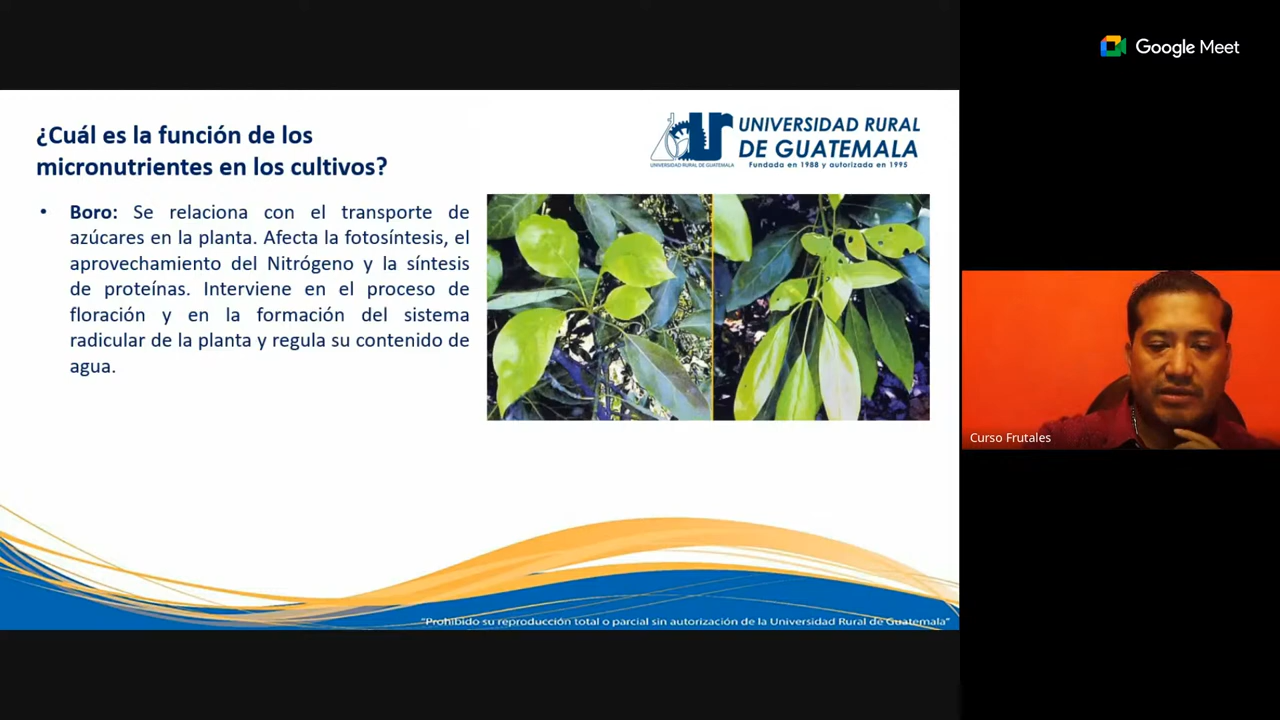 ¿Cuál es la función de los
micronutrientes en los cultivos?
• Boro: Se relaciona con el transporte de
azúcares en la planta. Afecta la fotosíntesis, el
aprovechamiento del Nitrógeno y la síntesis
de proteínas. Interviene en el proceso de
floración y en la formación del sistema
radicular de la planta y regula su contenido de
agua.
UNIVERSIDAD RURAL
DE GUATEMALA
Fundada en 1988 y autorizada en 1995
UNIVERSIDAD RURAL DE GUATEMALA
"Prohibido su reproducción total o parcial sin autorización de la Universidad Rural de Guatemala"
Google Meet
Curso Frutales